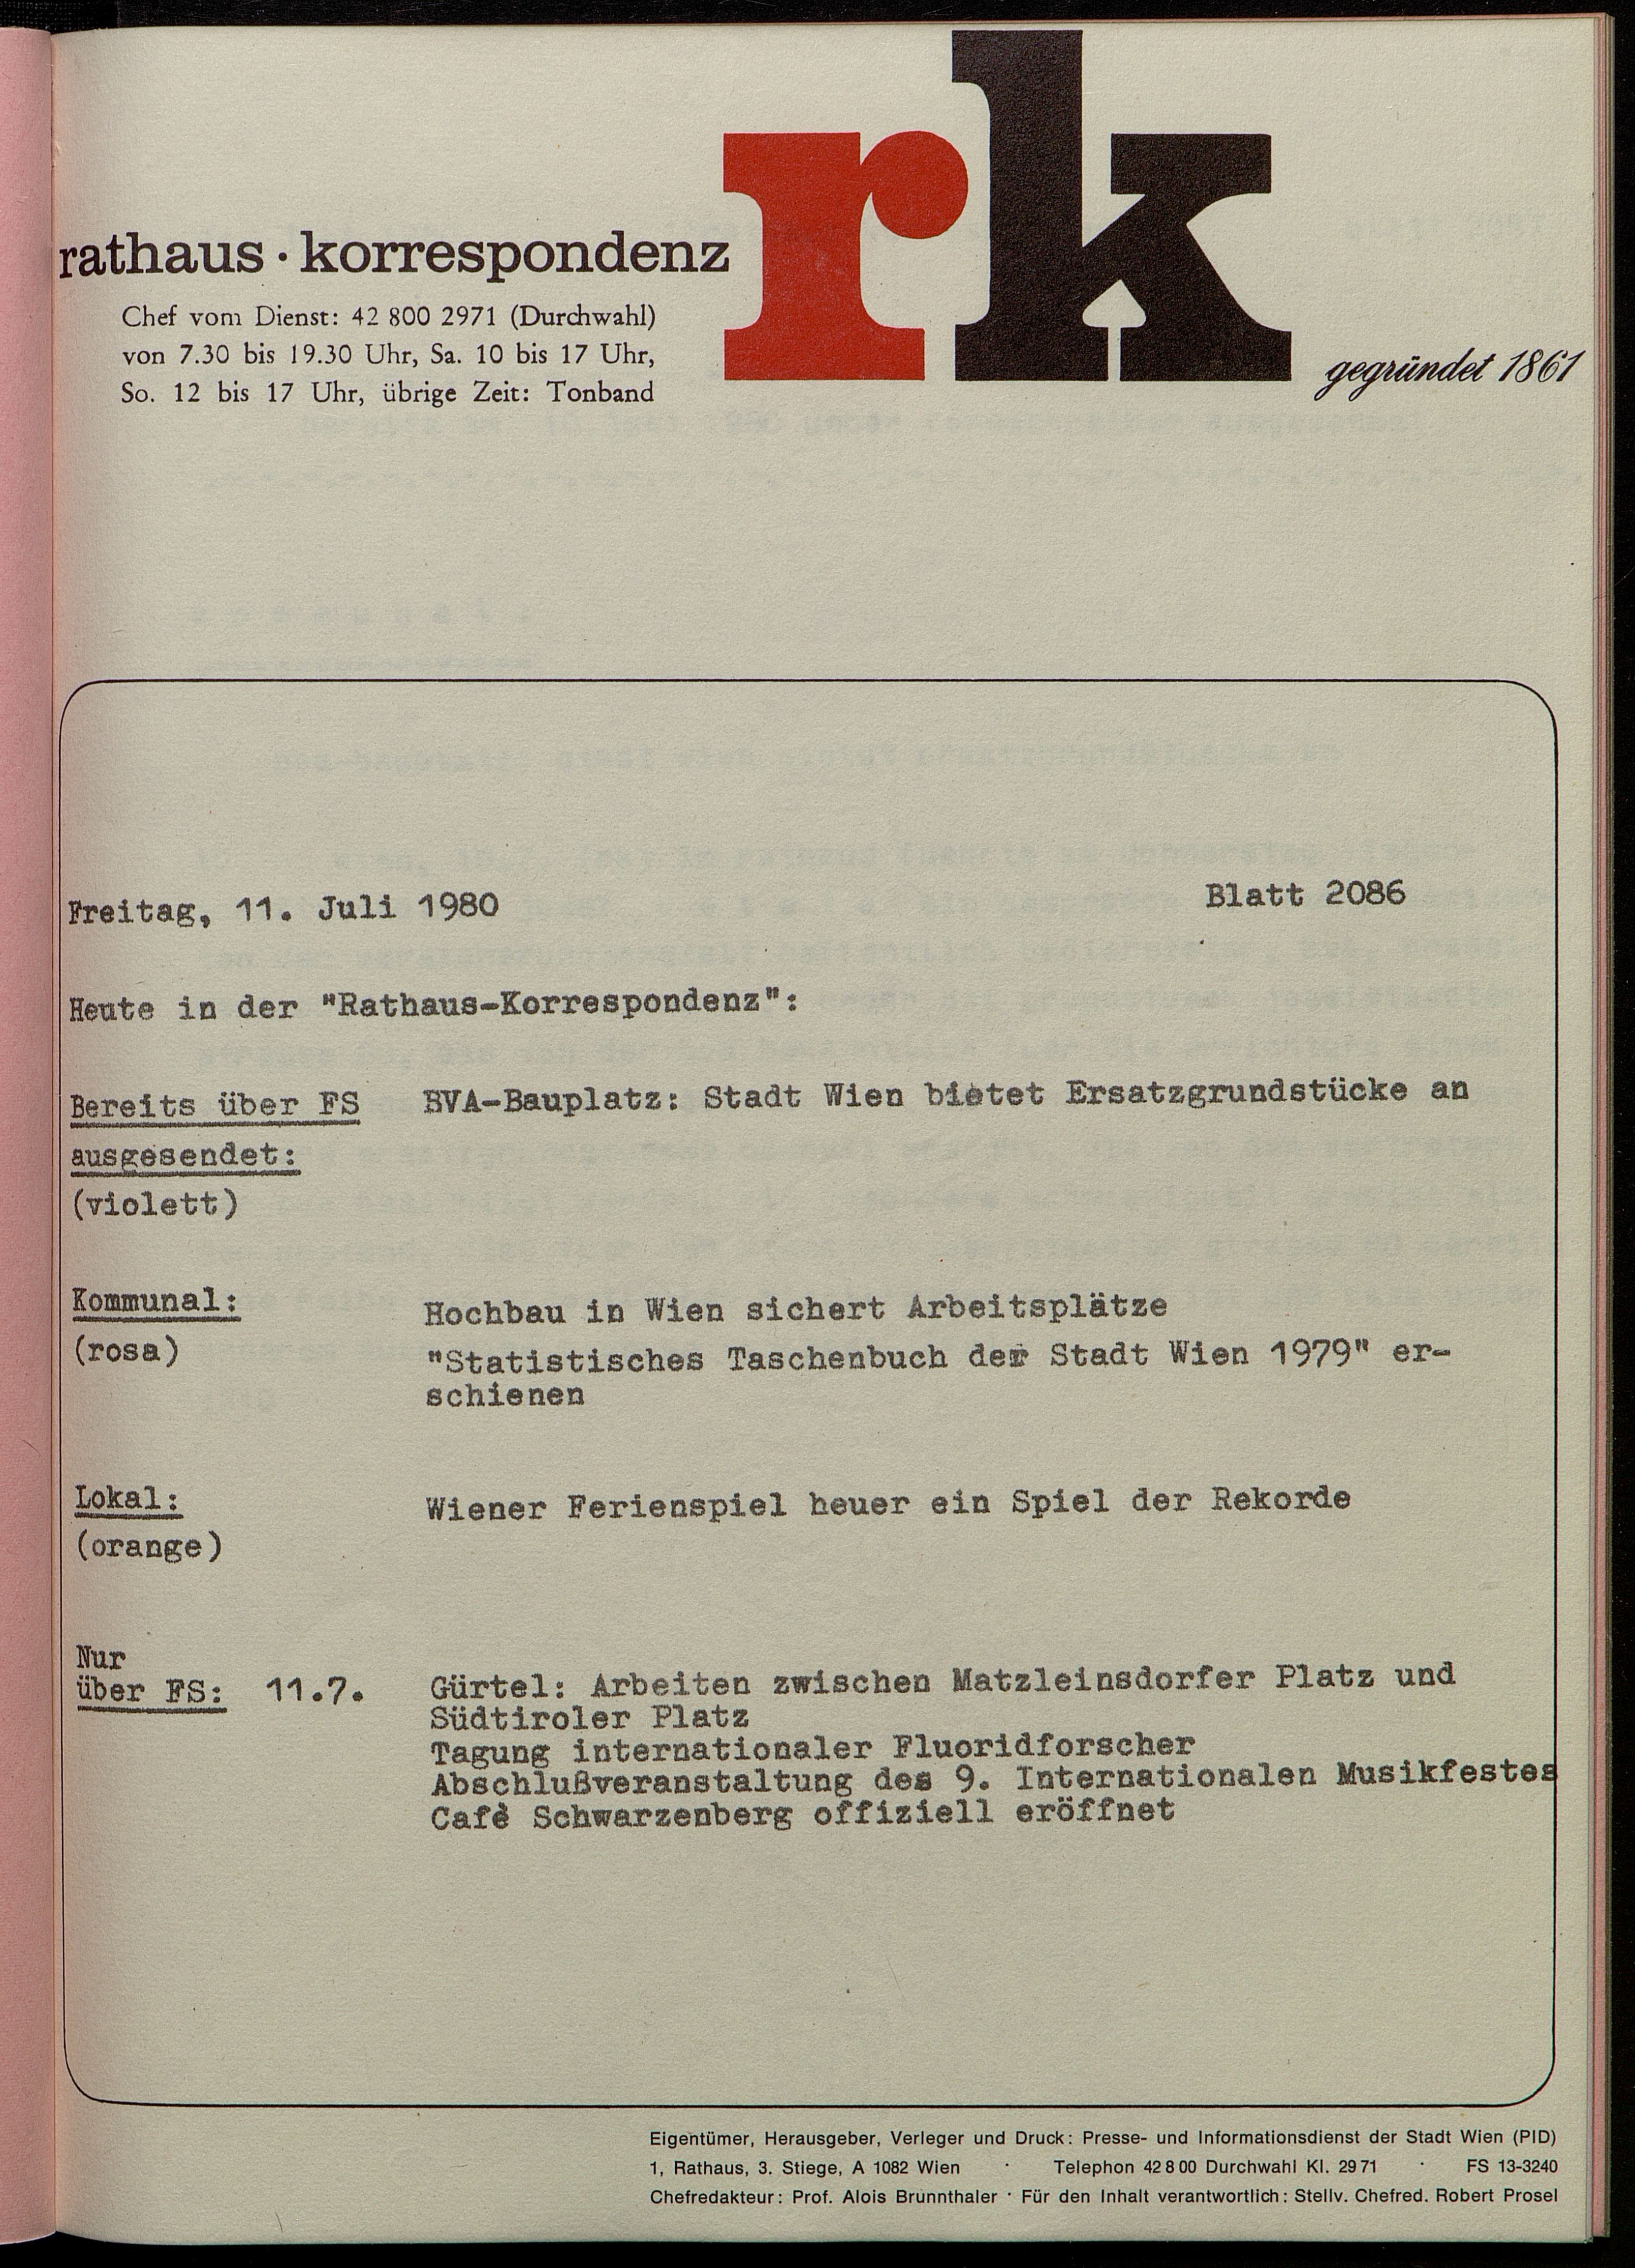 rk
rathaus · korrespondenz
Chef vom Dienst: 42 800 2971 (Durchwahl)
von 7.30 bis 19.30 Uhr, Sa. 10 bis 17 Uhr,
So. 12 bis 17 Uhr, übrige Zeit: Tonband
gegründet 1861
Freitag, 11. Juli 1980 Blatt 2086
Heute in der "Rathaus-Korrespondenz":
Bereits über FS BVA-Bauplatz: Stadt Wien bietet Ersatzgrundstücke an
ausgesendet:
(violett)
Kommunal: Hochbau in Wien sichert Arbeitsplätze
(rosa) "Statistisches Taschenbuch der Stadt Wien 1979" er-
schienen
Lokal: Wiener Ferienspiel heuer ein Spiel der Rekorde
(orange)
Nur
über FS: 11.7. Gürtel: Arbeiten zwischen Matzleinsdorfer Platz und
Südtiroler Platz
Tagung internationaler Fluoridforscher
Abschlußveranstaltung des 9. Internationalen Musikfestes
Cafè Schwarzenberg offiziell eröffnet
Eigentümer, Herausgeber, Verleger und Druck: Presse- und Informationsdienst der Stadt Wien (PID)
1, Rathaus, 3. Stiege, A 1082 Wien · Telephon 42 8 00 Durchwahl Kl. 29 71 · FS 13-3240
Chefredakteur: Prof. Alois Brunnthaler · Für den Inhalt verantwortlich: Stellv. Chefred. Robert Prosel